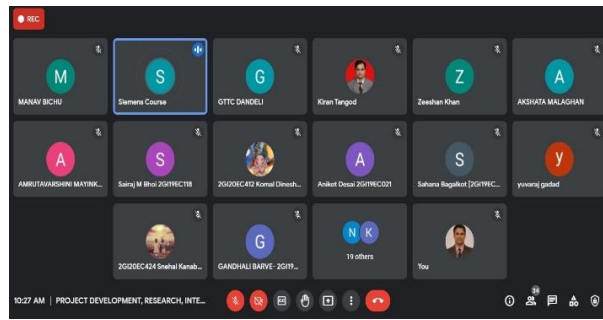 REC
M
S
G
Z
A
MANAV BICHU
Siemens Course
GTTC DANDELI
Kiran Tangod
Zeeshan Khan
AKSHATA MALAGHAN
A
S
A
S
y
AMRUTAVARSHINI MAYINK...
Sairaj M Bhoi 2GI19EC118
2GI20EC412 Komal Dinesh...
Aniket Desai 2GI19EC021
Sahana Bagalkot [2GI19EC...
yuvaraj gadad
G
N K
19 others
2GI20EC424 Snehal Kanab...
GANDHALI BARVE- 2GI19...
You
10:27 AM | PROJECT DEVELOPMENT, RESEARCH, INTE...
34